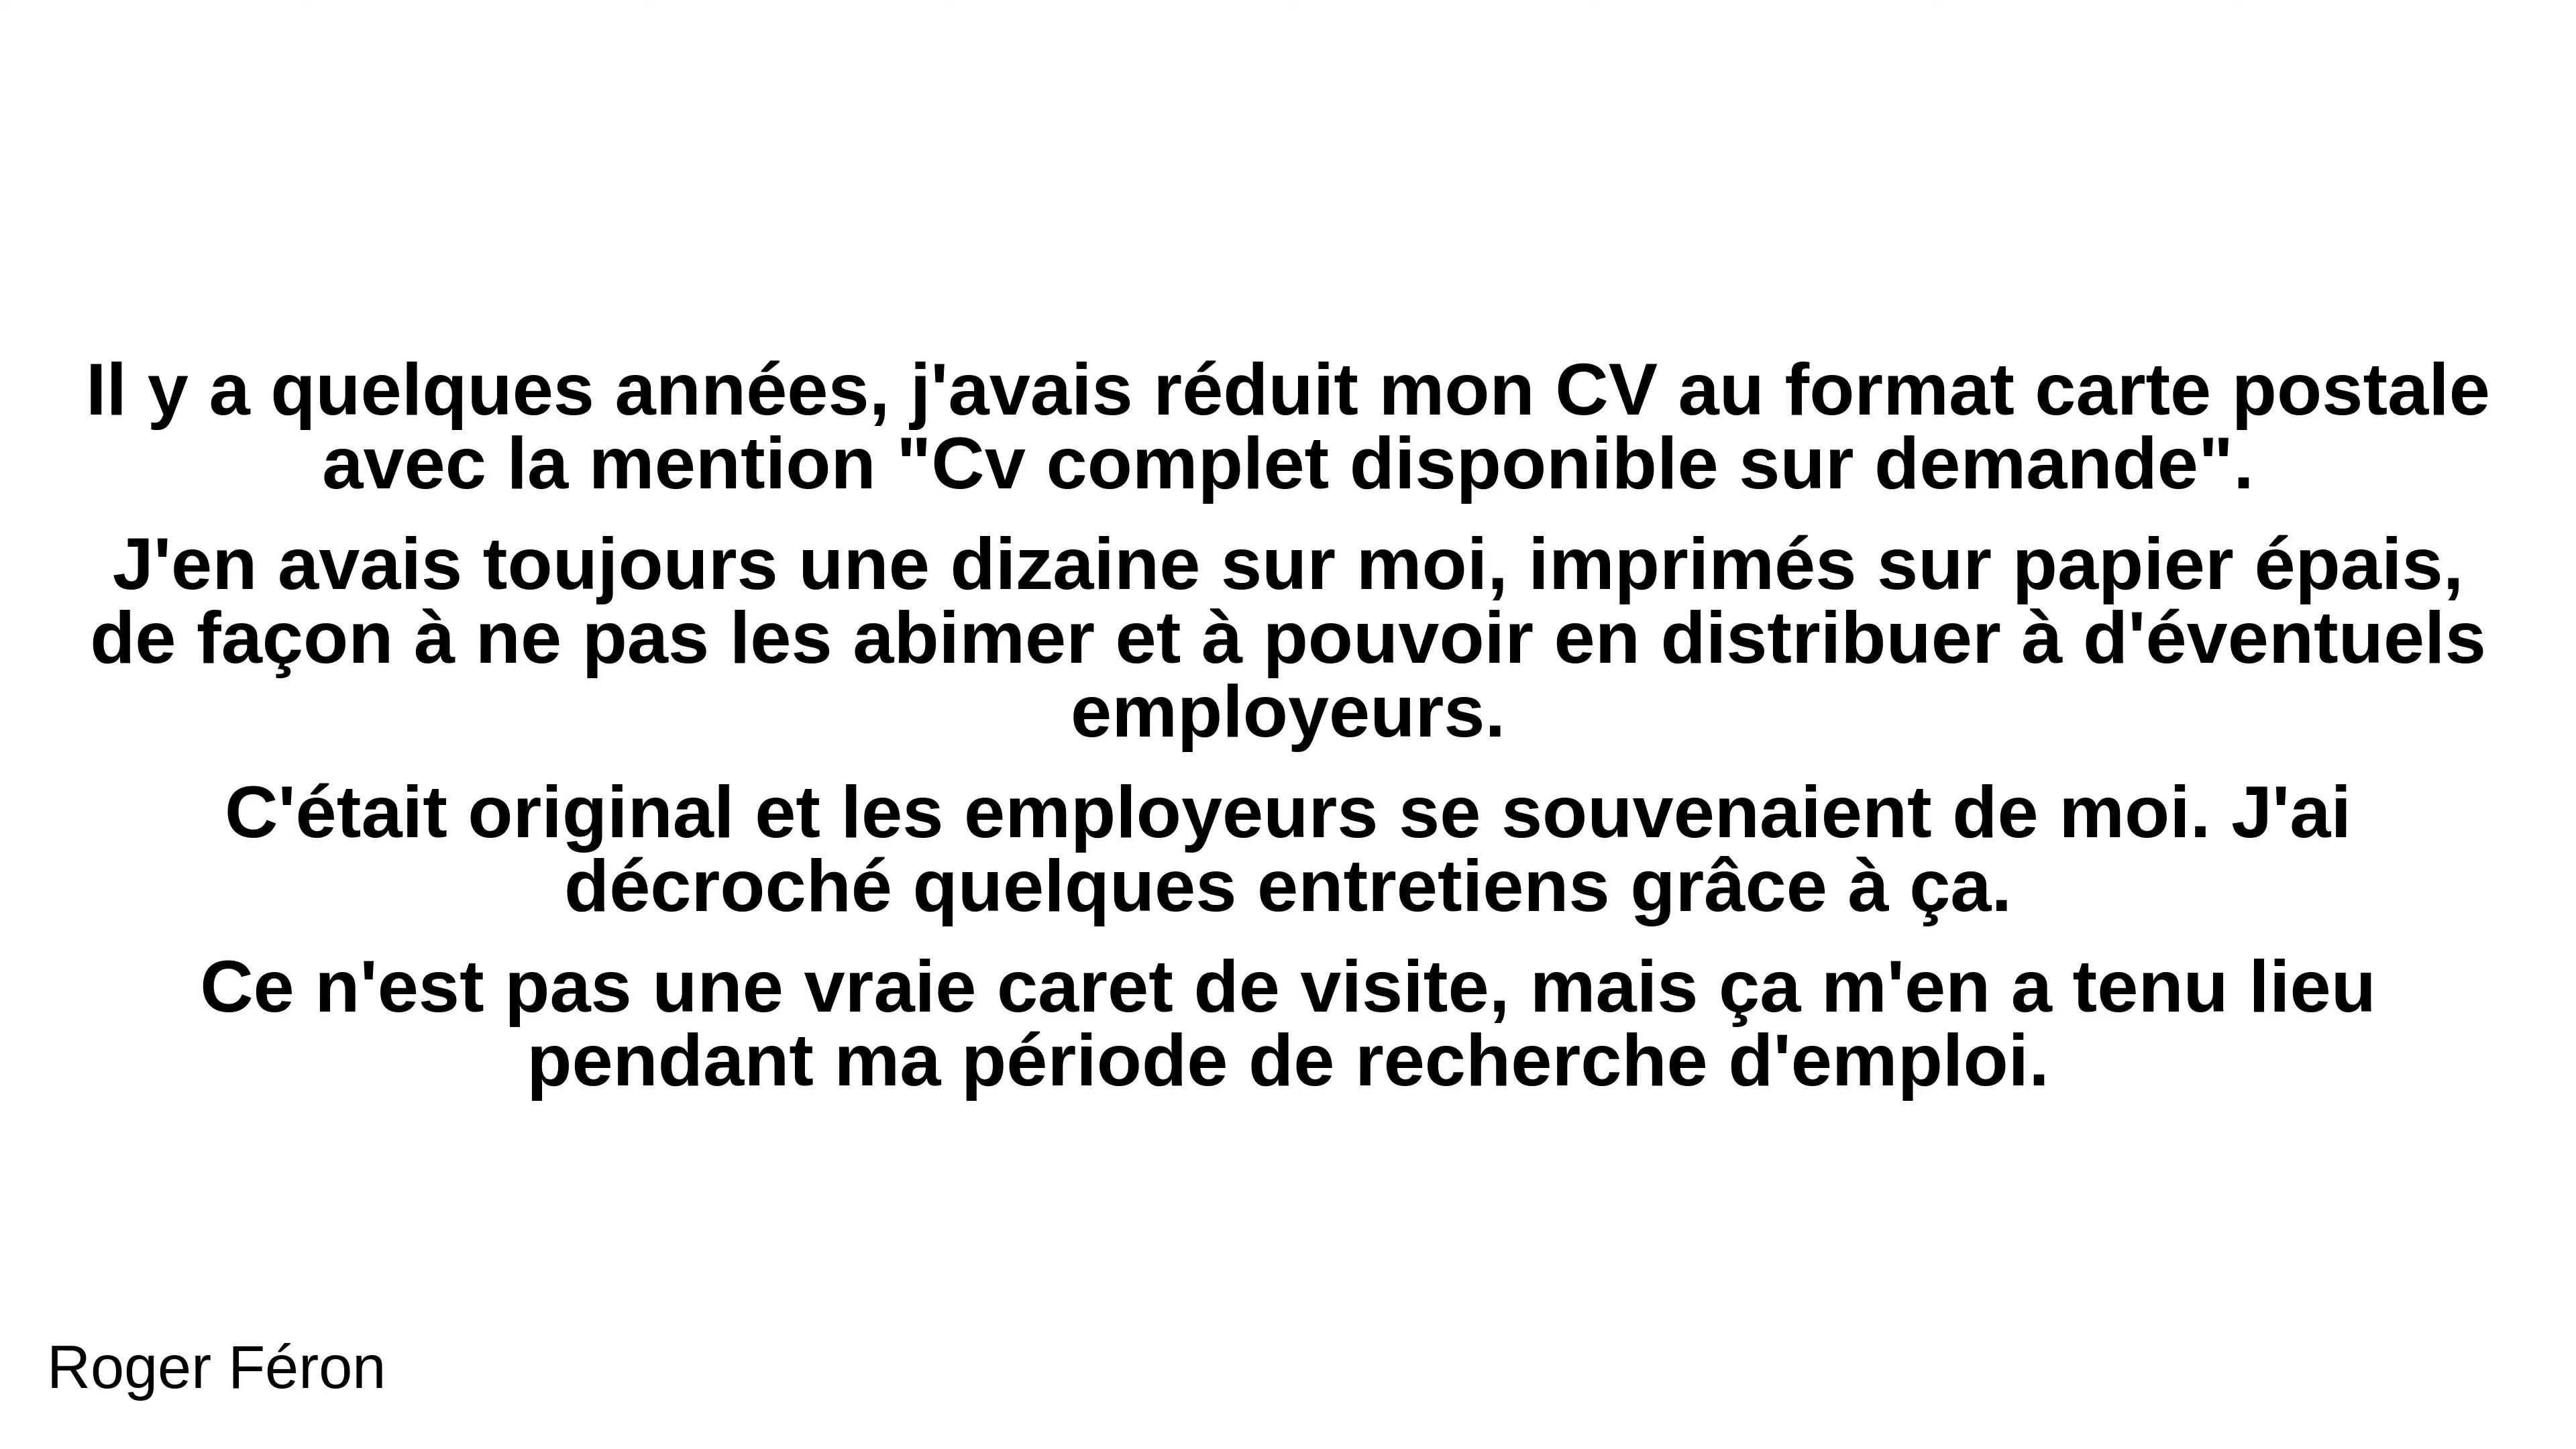 Il y a quelques années, j'avais réduit mon CV au format carte postale
avec la mention "Cv complet disponible sur demande".
J'en avais toujours une dizaine sur moi, imprimés sur papier épais,
de façon à ne pas les abimer et à pouvoir en distribuer à d'éventuels
employeurs.
C'était original et les employeurs se souvenaient de moi. J'ai
décroché quelques entretiens grâce à ça.
Ce n'est pas une vraie caret de visite, mais ça m'en a tenu lieu
pendant ma période de recherche d'emploi.
Roger Féron